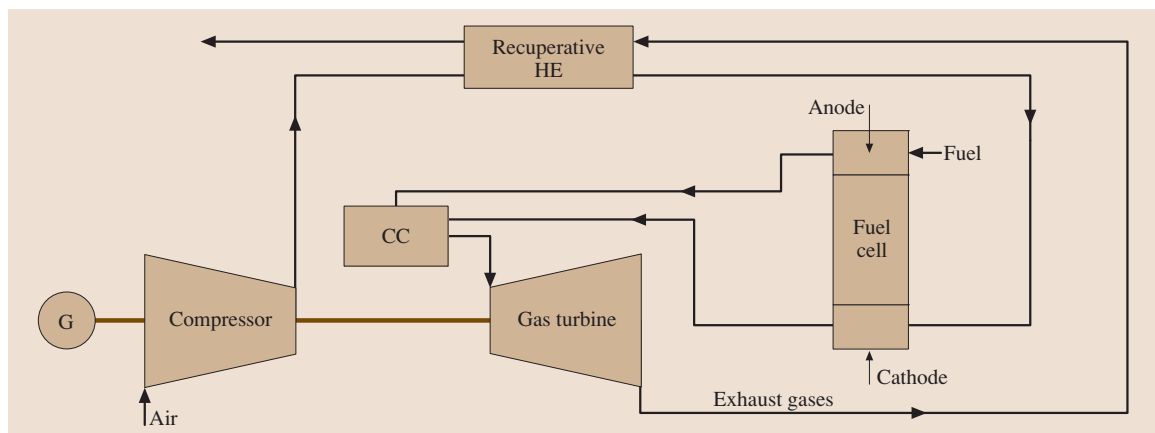 Recuperative
HE
Anode
Fuel
CC
Fuel
cell
G
Compressor
Gas turbine
Cathode
Exhaust gases
Air